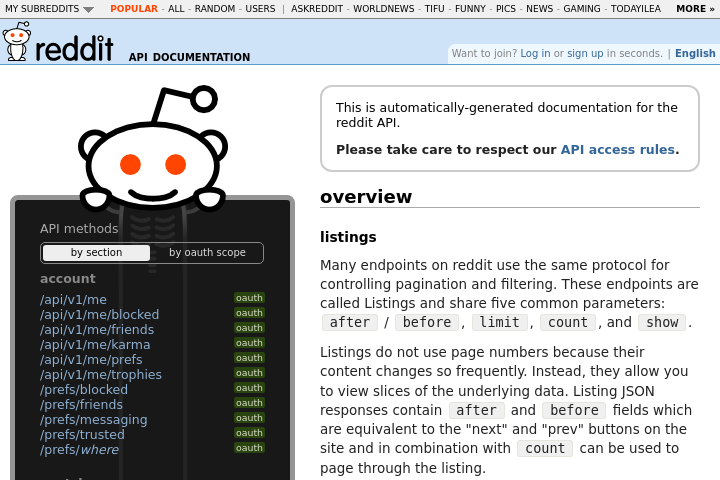 MY SUBREDDITS POPULAR - ALL - RANDOM - USERS | ASKREDDIT - WORLDNEWS - TIFU - FUNNY - PICS - NEWS - GAMING - TODAYILEA MORE »
reddit API DOCUMENTATION
Want to join? Log in or sign up in seconds. | English
API methods
by section by oauth scope
account
/api/v1/me oauth
/api/v1/me/blocked oauth
/api/v1/me/friends oauth
/api/v1/me/karma oauth
/api/v1/me/prefs oauth
/api/v1/me/trophies oauth
/prefs/blocked oauth
/prefs/friends oauth
/prefs/messaging oauth
/prefs/trusted oauth
/prefs/where oauth
This is automatically-generated documentation for the
reddit API.
Please take care to respect our API access rules.
overview
listings
Many endpoints on reddit use the same protocol for
controlling pagination and filtering. These endpoints are
called Listings and share five common parameters:
after / before, limit, count, and show.
Listings do not use page numbers because their
content changes so frequently. Instead, they allow you
to view slices of the underlying data. Listing JSON
responses contain after and before fields which
are equivalent to the "next" and "prev" buttons on the
site and in combination with count can be used to
page through the listing.